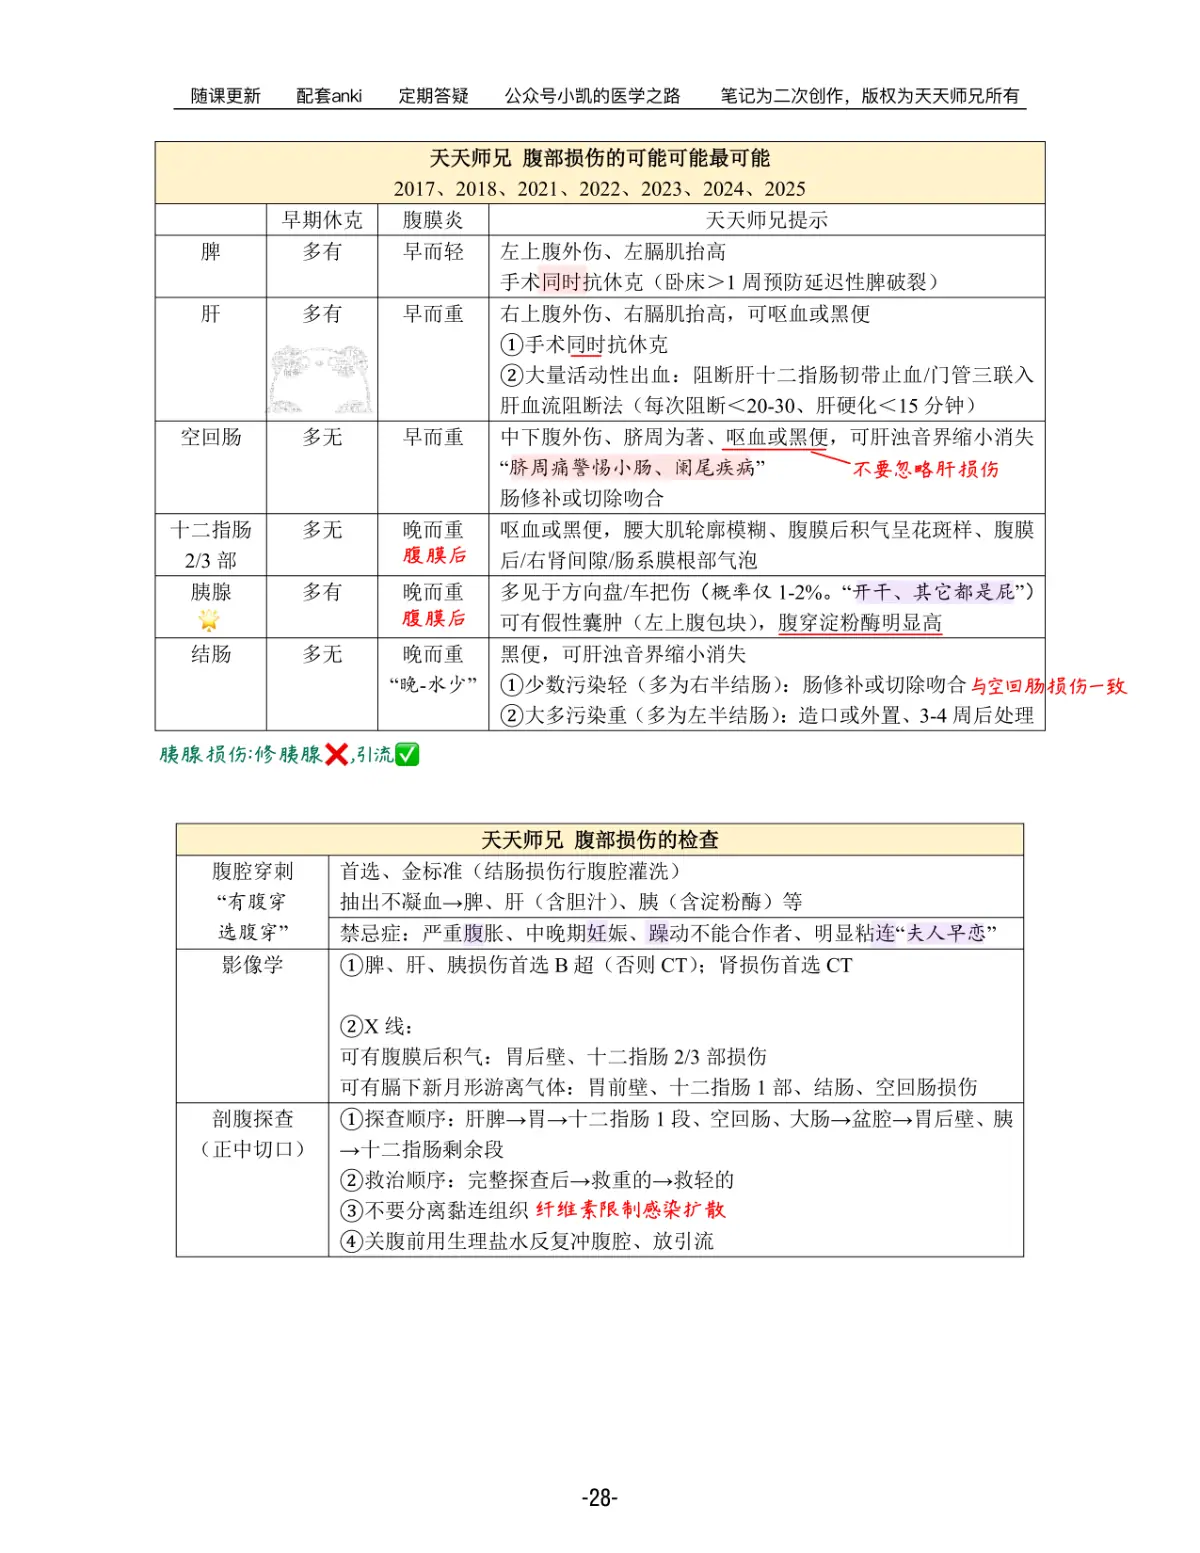 随课更新 配套anki 定期答疑 公众号小凯的医学之路 笔记为二次创作，版权为天天师兄所有
天天师兄 腹部损伤的可能可能最可能
2017、2018、2021、2022、2023、2024、2025
早期休克 腹膜炎 天天师兄提示
脾 多有 早而轻 左上腹外伤、左膈肌抬高
手术同时抗休克（卧床＞1 周预防延迟性脾破裂）
肝 多有 早而重 右上腹外伤、右膈肌抬高，可呕血或黑便
①手术同时抗休克
②大量活动性出血：阻断肝十二指肠韧带止血/门管三联入
肝血流阻断法（每次阻断＜20-30、肝硬化＜15 分钟）
空回肠 多无 早而重 中下腹外伤、脐周为著、呕血或黑便，可肝浊音界缩小消失
“脐周痛警惕小肠、阑尾疾病” 不要忽略肝损伤
肠修补或切除吻合
十二指肠 多无 晚而重 呕血或黑便，腰大肌轮廓模糊、腹膜后积气呈花斑样、腹膜
2/3 部 腹膜后 后/右肾间隙/肠系膜根部气泡
胰腺 多有 晚而重 多见于方向盘/车把伤（概率仅 1-2%。“开干、其它都是屁”）
腹膜后 可有假性囊肿（左上腹包块），腹穿淀粉酶明显高
结肠 多无 晚而重 黑便，可肝浊音界缩小消失
“晚-水少” ①少数污染轻（多为右半结肠）：肠修补或切除吻合 与空回肠损伤一致
②大多污染重（多为左半结肠）：造口或外置、3-4 周后处理
胰腺损伤:修胰腺❌,引流✅
天天师兄 腹部损伤的检查
腹腔穿刺 首选、金标准（结肠损伤行腹腔灌洗）
“有腹穿 抽出不凝血→脾、肝（含胆汁）、胰（含淀粉酶）等
选腹穿” 禁忌症：严重腹胀、中晚期妊娠、躁动不能合作者、明显粘连“夫人早恋”
影像学 ①脾、肝、胰损伤首选 B 超（否则 CT）；肾损伤首选 CT
②X 线：
可有腹膜后积气：胃后壁、十二指肠 2/3 部损伤
可有膈下新月形游离气体：胃前壁、十二指肠 1 部、结肠、空回肠损伤
剖腹探查 ①探查顺序：肝脾→胃→十二指肠 1 段、空回肠、大肠→盆腔→胃后壁、胰
（正中切口） →十二指肠剩余段
②救治顺序：完整探查后→救重的→救轻的
③不要分离黏连组织 纤维素限制感染扩散
④关腹前用生理盐水反复冲腹腔、放引流
-28-